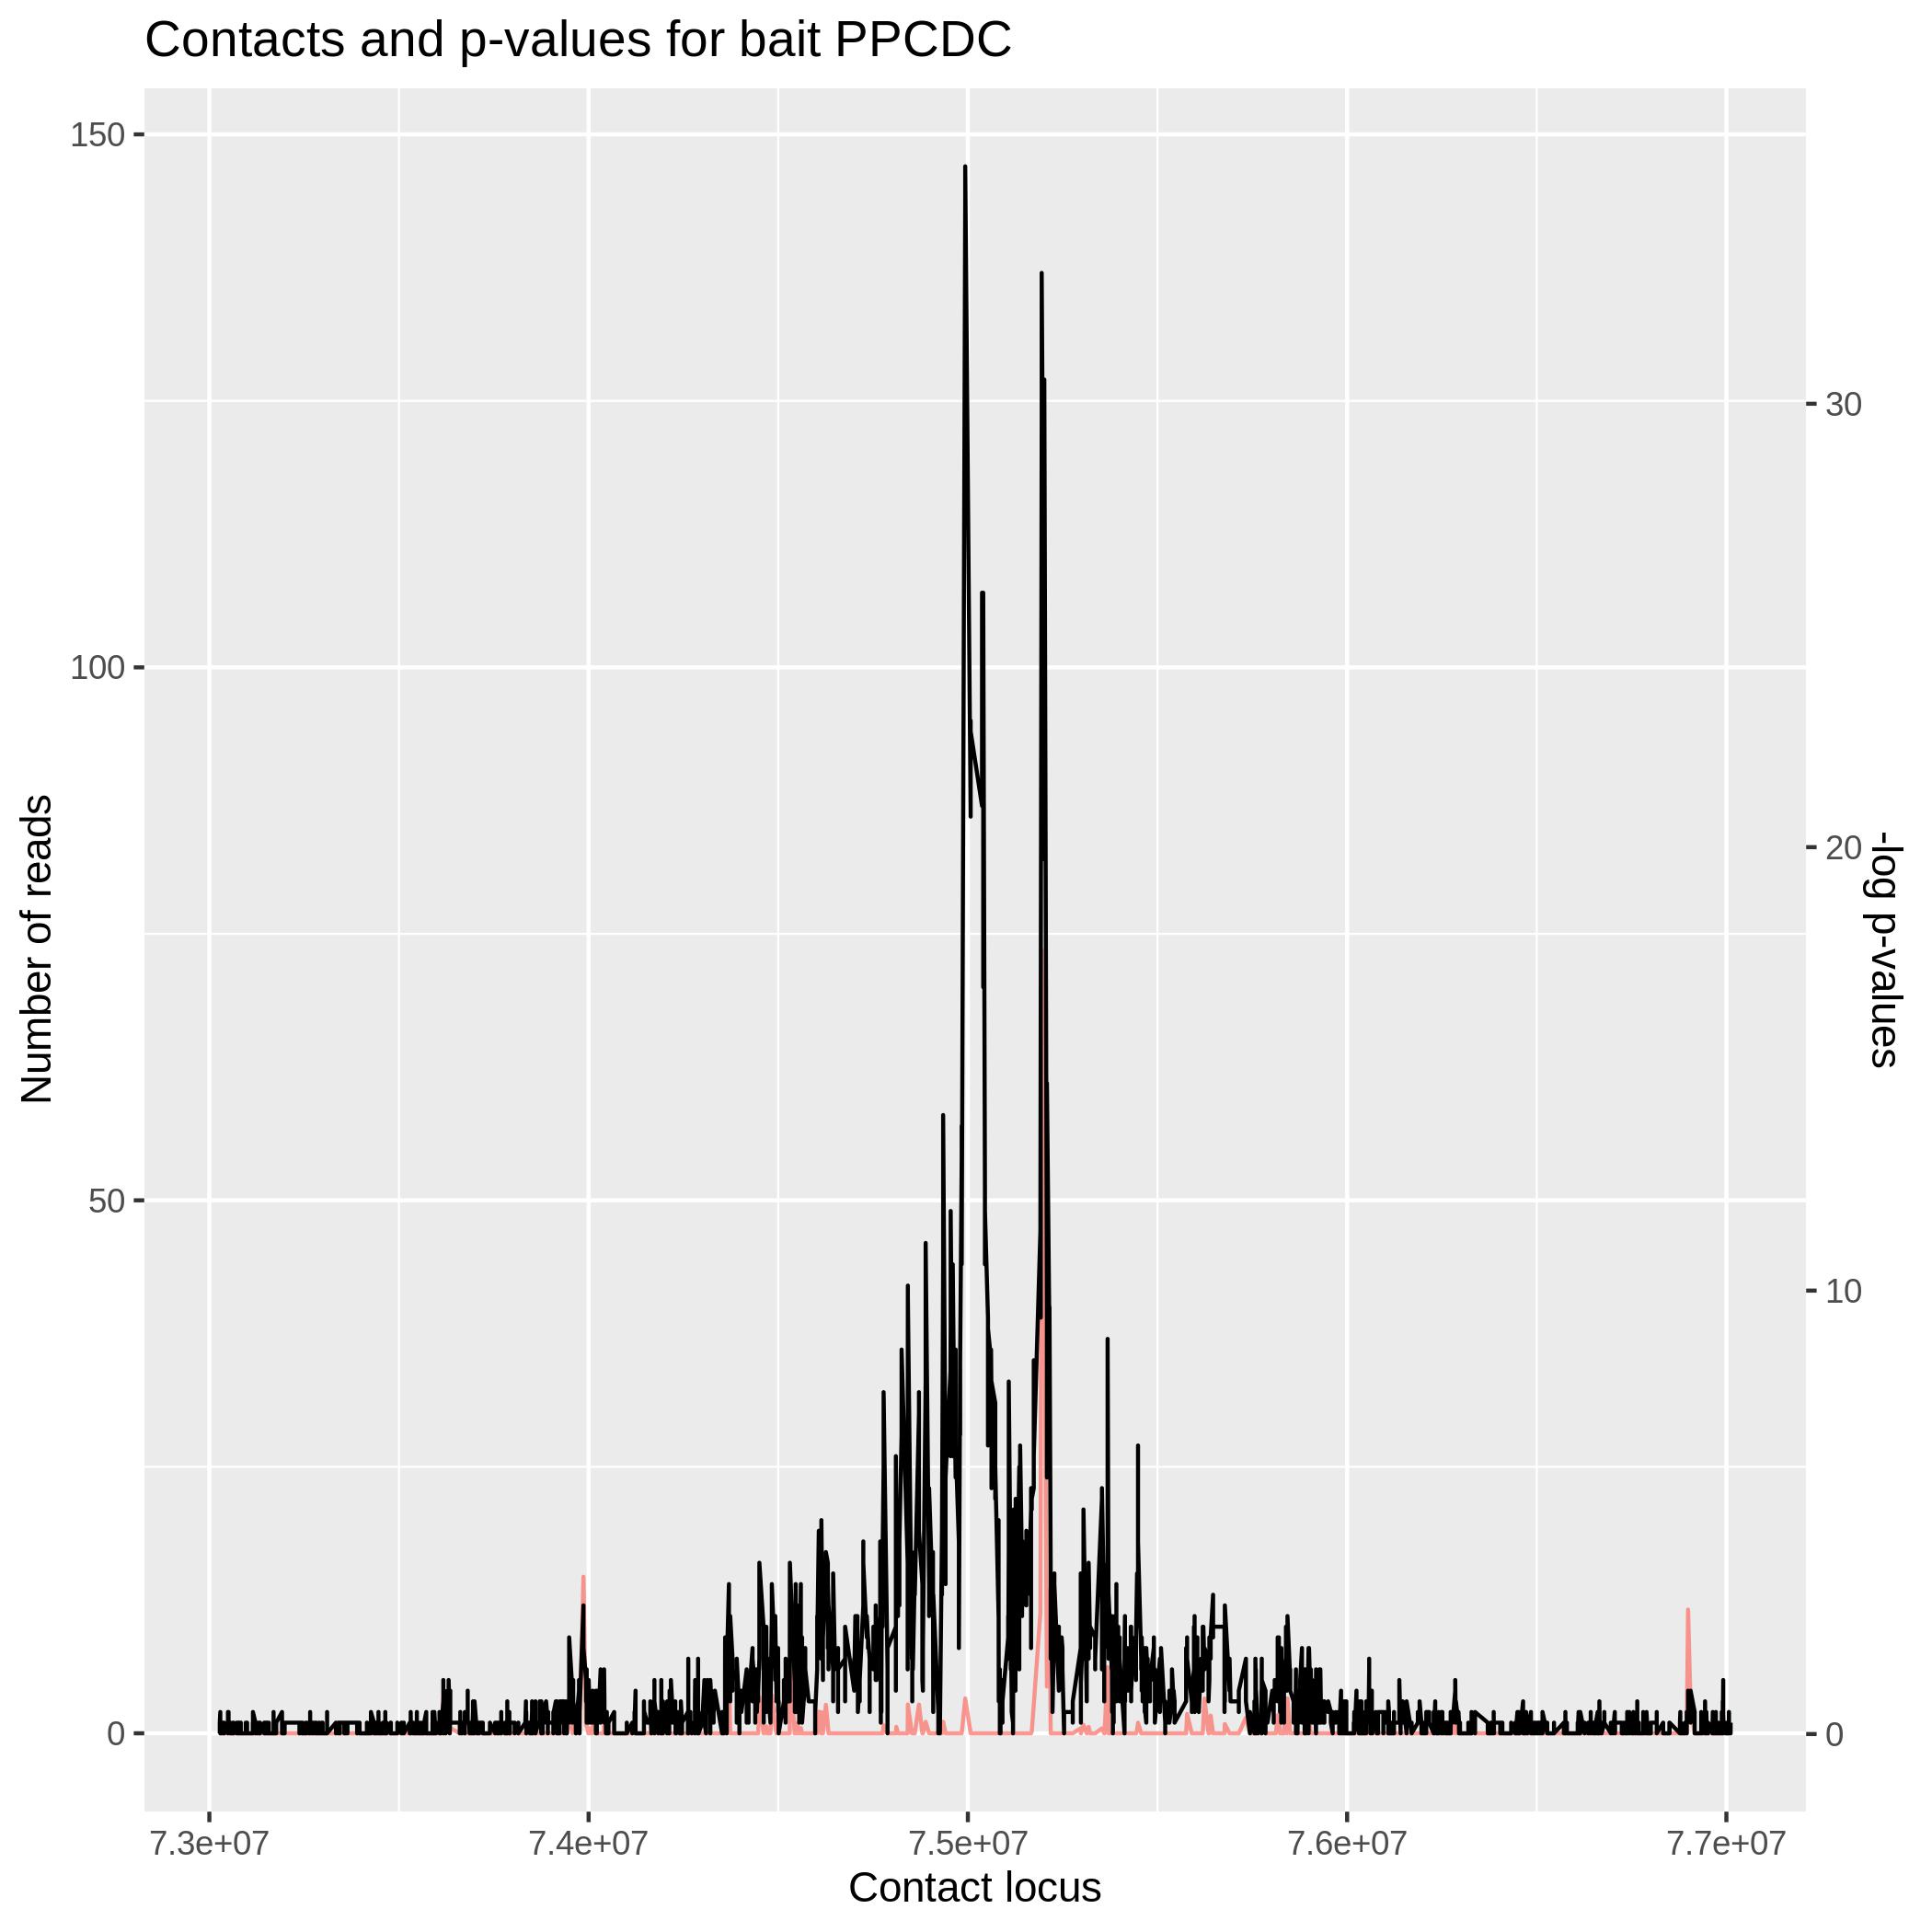 Contacts and p-values for bait PPCDC
150
100
50
0
Number of reads
30
20
10
0
-log p-values
7.3e+07 7.4e+07 7.5e+07 7.6e+07 7.7e+07
Contact locus